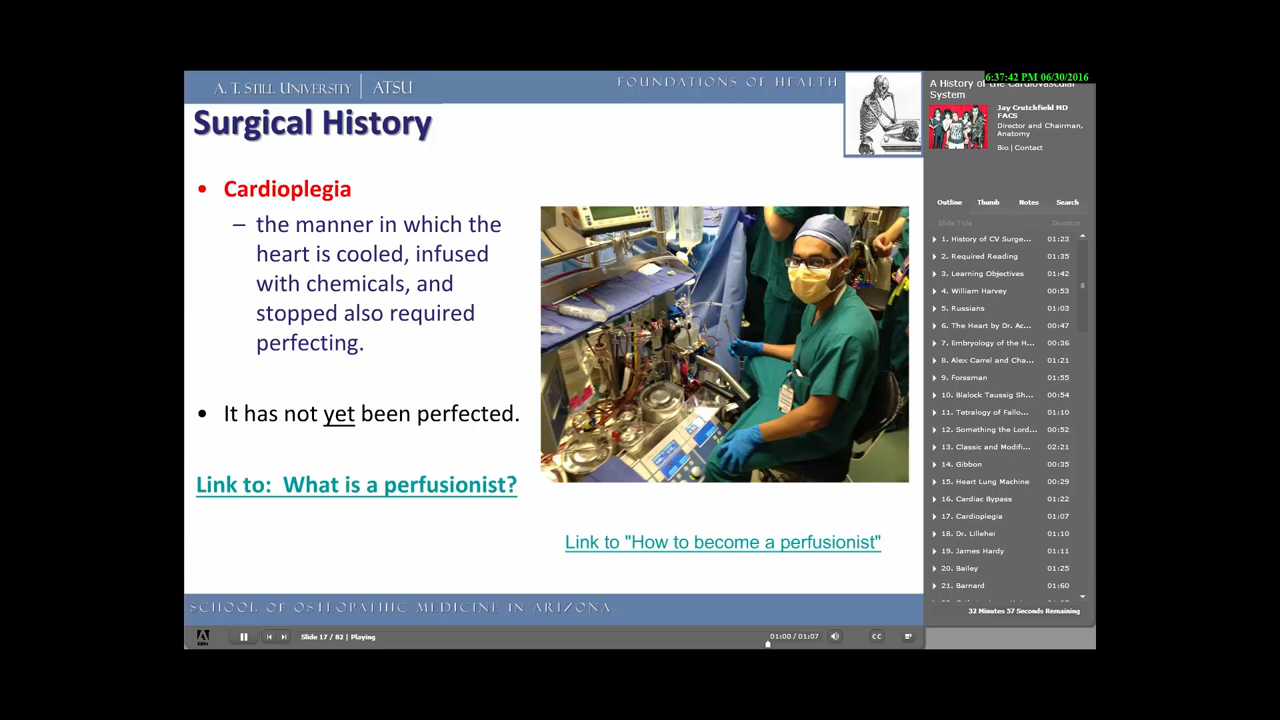 6:37:42 PM 06/30/2016
A. T. STILL UNIVERSITY | ATSU
FOUNDATIONS OF HEALTH
Surgical History
• Cardioplegia
– the manner in which the
heart is cooled, infused
with chemicals, and
stopped also required
perfecting.
• It has not yet been perfected.
Link to: What is a perfusionist?
Link to "How to become a perfusionist"
SCHOOL OF OSTEOPATHIC MEDICINE IN ARIZONA
A History of the Cardiovascular
System
Jay Crutchfield MD
FACS
Director and Chairman,
Anatomy
Bio | Contact
Outline Thumb Notes Search
Slide Title Duration
1. History of CV Surge... 01:23
2. Required Reading 01:35
3. Learning Objectives 01:42
4. William Harvey 00:53
5. Russians 01:03
6. The Heart by Dr. Ac... 00:47
7. Embryology of the H... 00:36
8. Alex Carrel and Cha... 01:21
9. Forssman 01:55
10. Blalock Taussig Sh... 00:54
11. Tetralogy of Fallo... 01:10
12. Something the Lord... 00:52
13. Classic and Modifi... 02:21
14. Gibbon 00:35
15. Heart Lung Machine 00:29
16. Cardiac Bypass 01:22
17. Cardioplegia 01:07
18. Dr. Lillehei 01:10
19. James Hardy 01:11
20. Bailey 01:25
21. Barnard 01:60
32 Minutes 57 Seconds Remaining
Slide 17 / 82 | Playing
01:00 / 01:07
CC